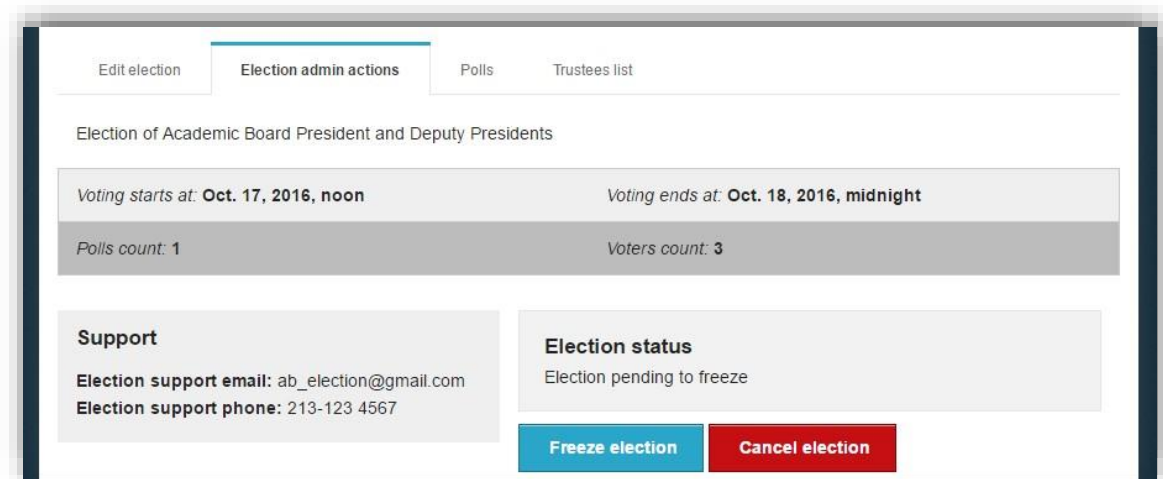 Edit election
Election admin actions
Polls
Trustees list
Election of Academic Board President and Deputy Presidents
Voting starts at: Oct. 17, 2016, noon
Voting ends at: Oct. 18, 2016, midnight
Polls count: 1
Voters count: 3
Support
Election support email: ab_election@gmail.com
Election support phone: 213-123 4567
Election status
Election pending to freeze
Freeze election
Cancel election